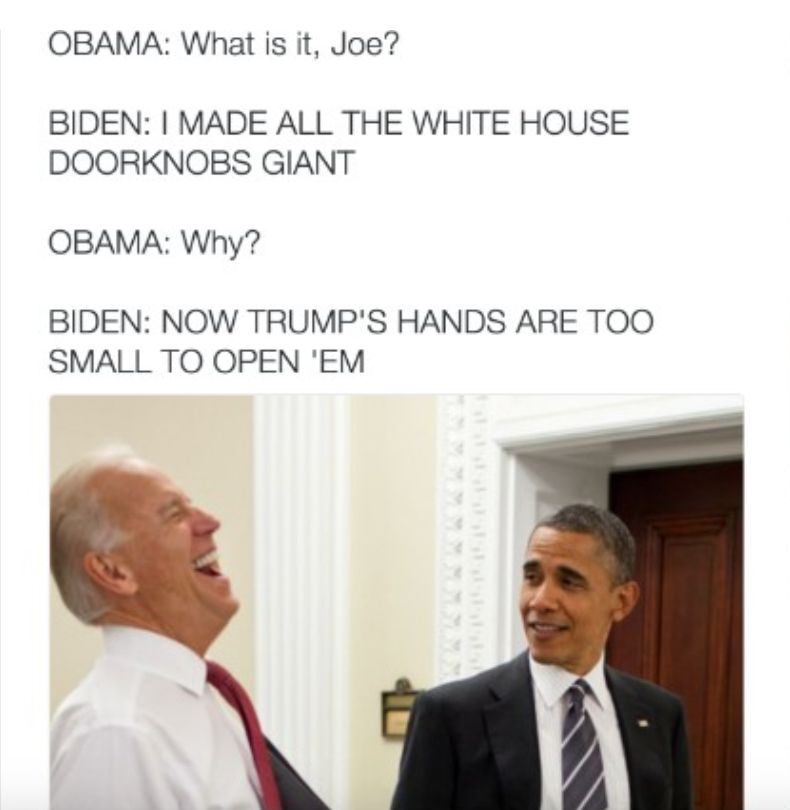 OBAMA: What is it, Joe?
BIDEN: I MADE ALL THE WHITE HOUSE
DOORKNOBS GIANT
OBAMA: Why?
BIDEN: NOW TRUMP'S HANDS ARE TOO
SMALL TO OPEN 'EM